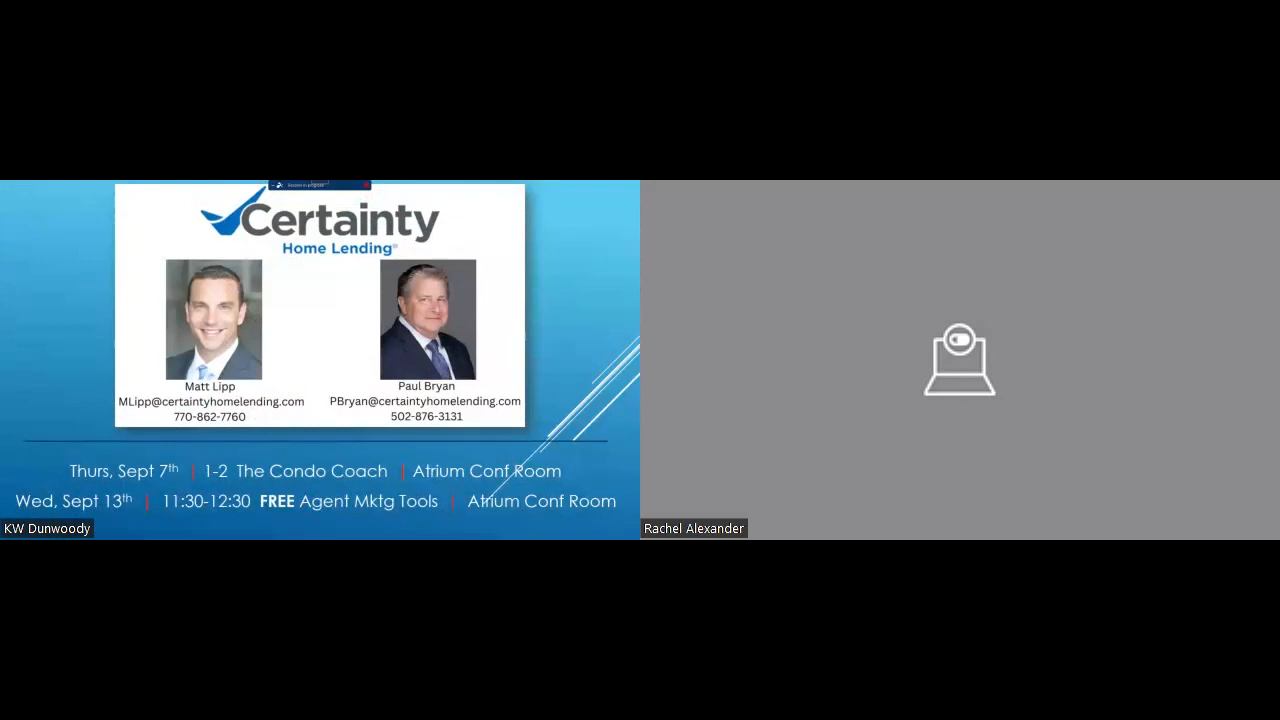 Certainty
Home Lending®
Matt Lipp
MLipp@certaintyhomelending.com
770-862-7760
Paul Bryan
PBryan@certaintyhomelending.com
502-876-3131
Thurs, Sept 7th | 1-2 The Condo Coach | Atrium Conf Room
Wed, Sept 13th | 11:30-12:30 FREE Agent Mktg Tools | Atrium Conf Room
KW Dunwoody
Rachel Alexander